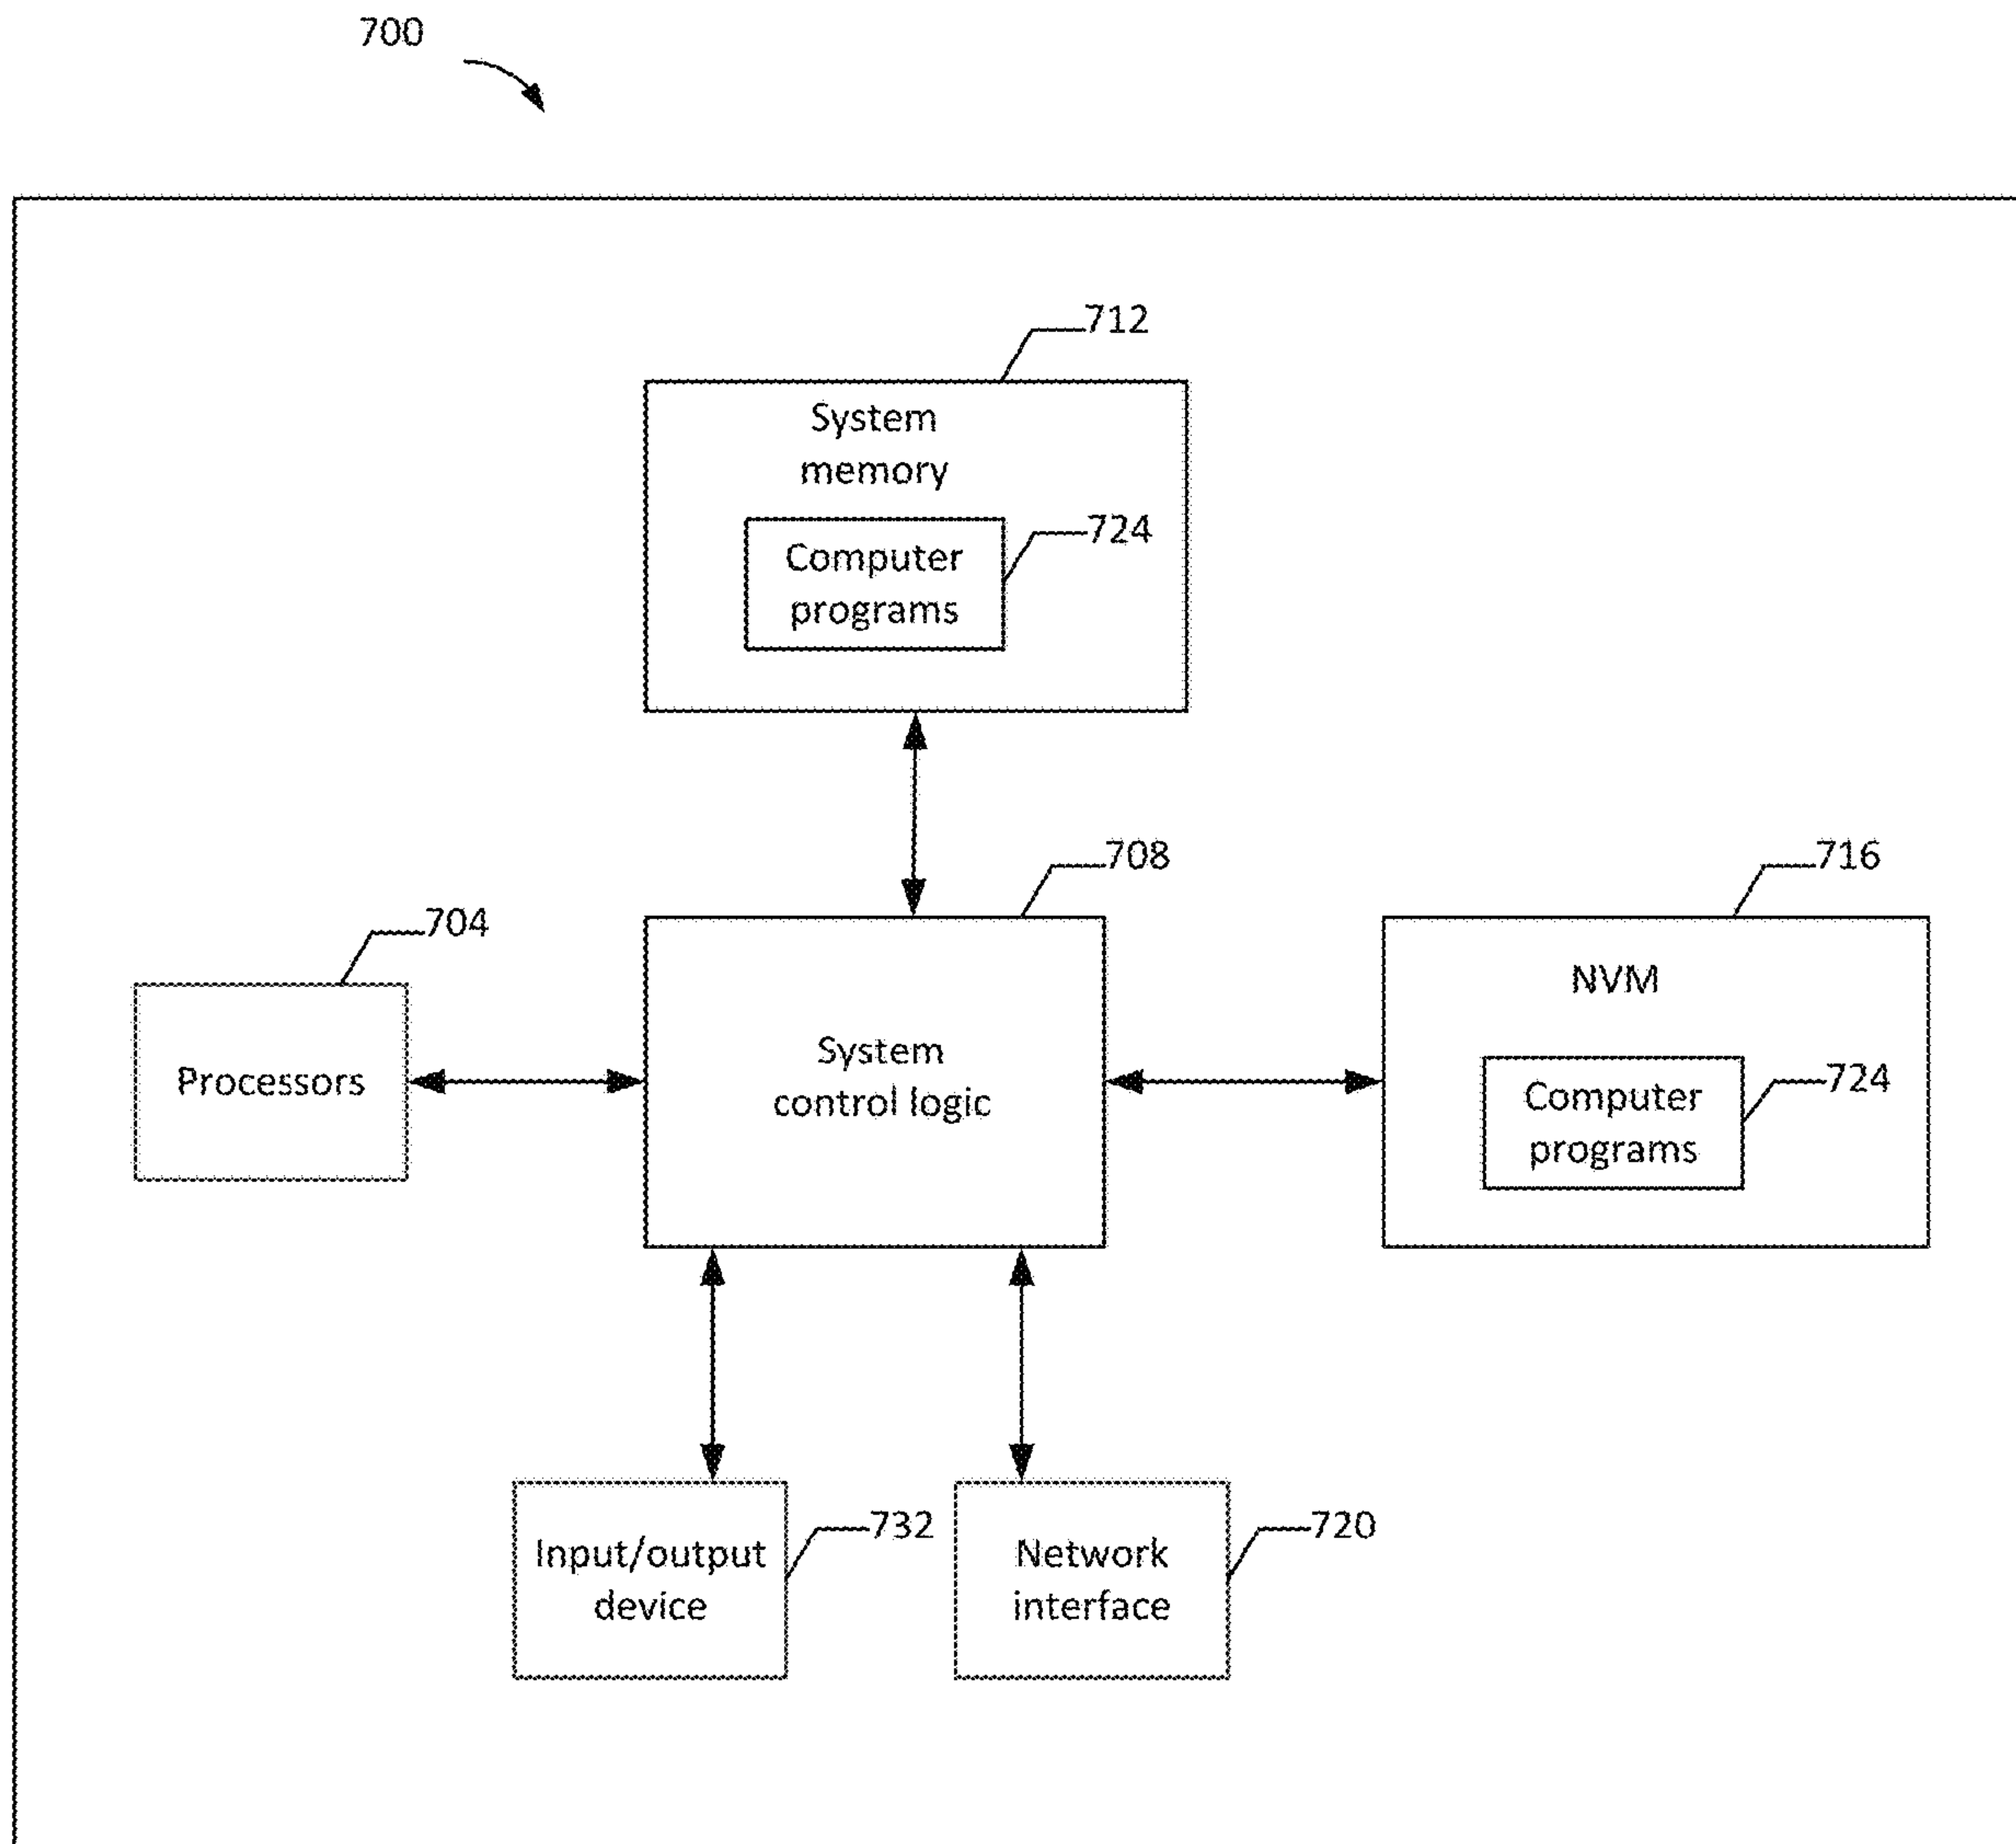 700
712
System
memory
724
Computer
programs
708
716
704
NVM
System
control logic
Processors
724
Computer
programs
732
720
Input/output
device
Network
interface